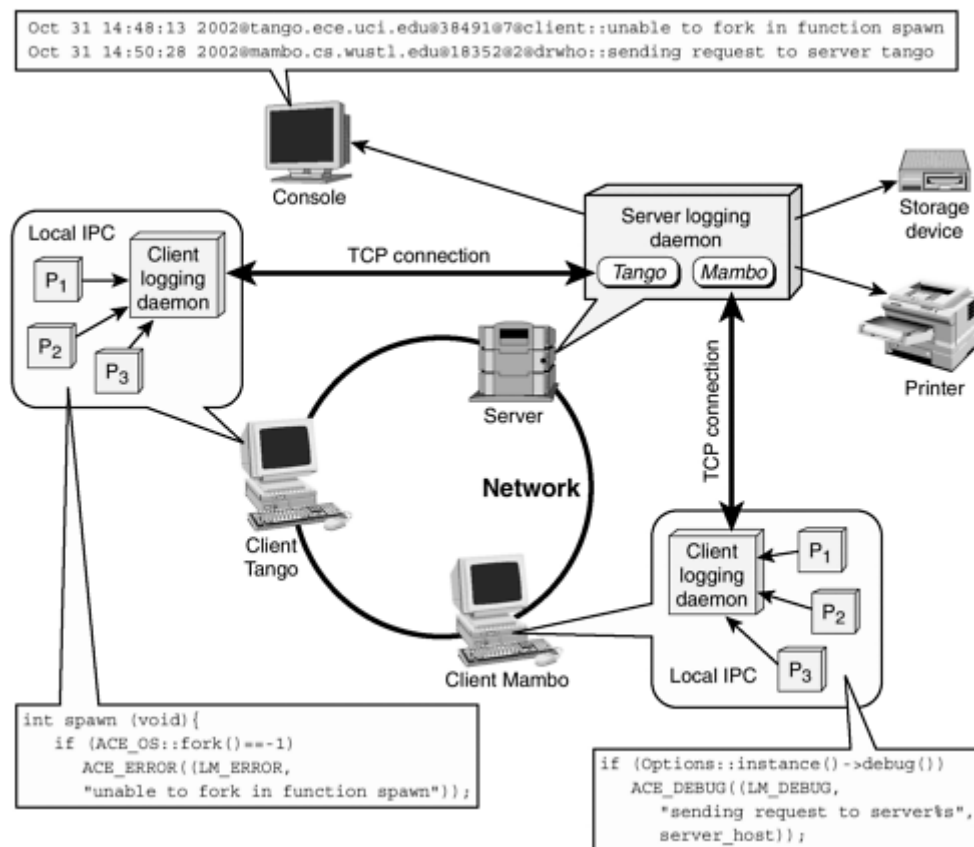 Oct 31 14:48:13 2002@tango.ece.uci.edu@38491@7@client::unable to fork in function spawn
Oct 31 14:50:28 2002@mambo.cs.wustl.edu@18352@2@drwho::sending request to server tango
Console
Server logging
daemon
Tango
Mambo
Storage
device
Printer
Local IPC
Client
logging
daemon
P1
P2
P3
TCP connection
Server
TCP connection
Network
Client
Tango
Client Mambo
Client
logging
daemon
P1
P2
P3
Local IPC
int spawn (void){
if (ACE_OS::fork()==-1)
ACE_ERROR((LM_ERROR,
"unable to fork in function spawn"));
if (Options::instance()->debug())
ACE_DEBUG((LM_DEBUG,
"sending request to server%s",
server_host));